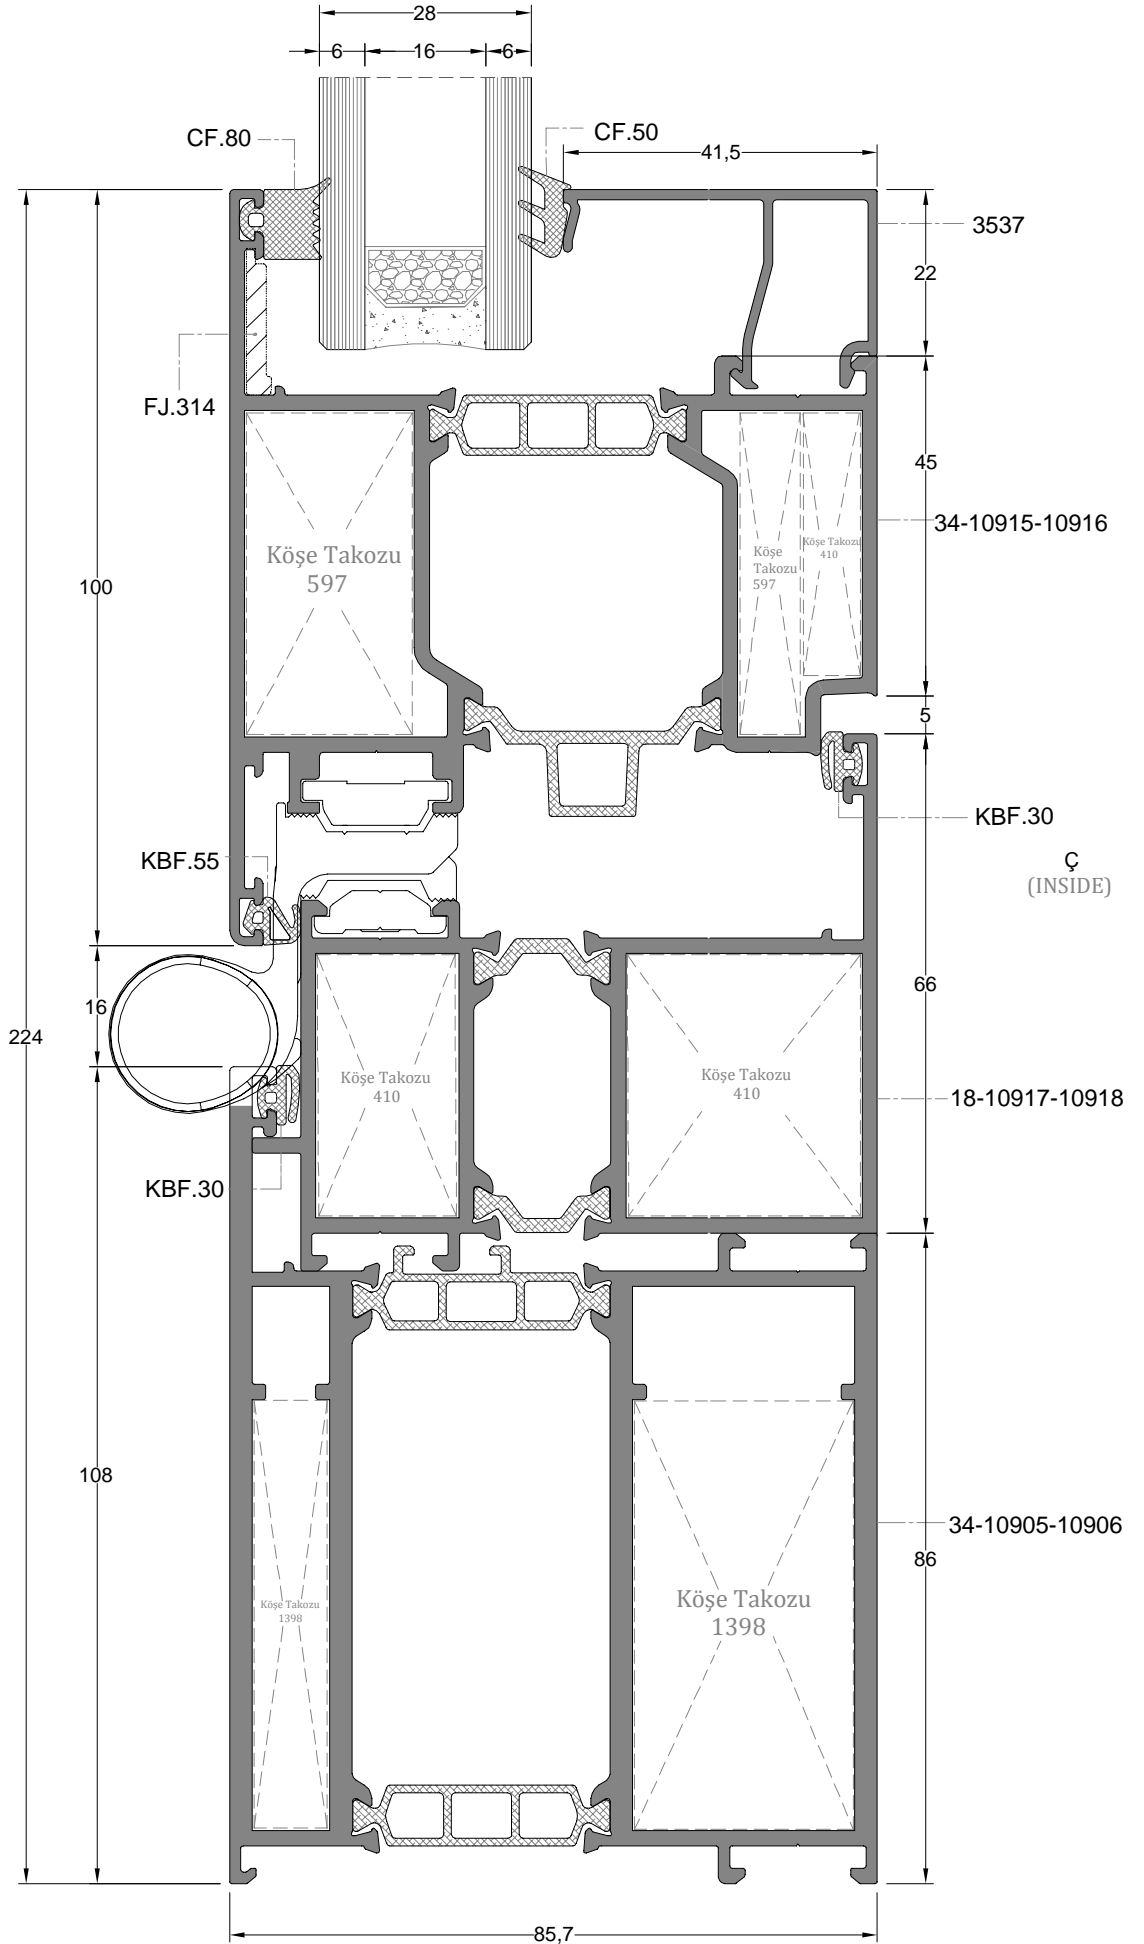 28
6
16
6
CF.80
CF.50
41,5
3537
22
FJ.314
45
34-10915-10916
Köşe Takozu
597
Köşe
Takozu
597
Köşe Takozu
410
100
5
KBF.30
KBF.55
Ç
(INSIDE)
16
66
224
Köşe Takozu
410
Köşe Takozu
410
18-10917-10918
KBF.30
108
34-10905-10906
86
Köşe Takozu
1398
Köşe Takozu
1398
85,7